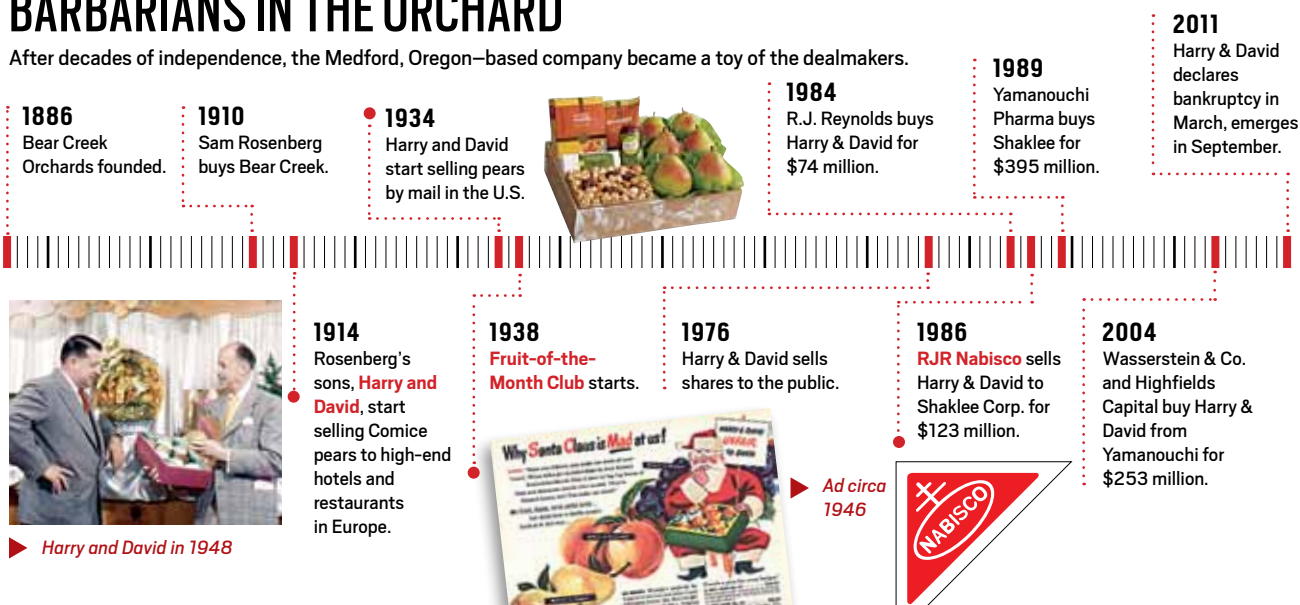 BARBARIANS IN THE ORCHARD
After decades of independence, the Medford, Oregon–based company became a toy of the dealmakers.
1886
Bear Creek
Orchards founded.
1910
Sam Rosenberg
buys Bear Creek.
1934
Harry and David
start selling pears
by mail in the U.S.
1984
R.J. Reynolds buys
Harry & David for
$74 million.
1989
Yamanouchi
Pharma buys
Shaklee for
$395 million.
2011
Harry & David
declares
bankruptcy in
March, emerges
in September.
Harry and David in 1948
1914
Rosenberg's
sons, Harry and
David, start
selling Comice
pears to high-end
hotels and
restaurants
in Europe.
1938
Fruit-of-the-
Month Club starts.
Why Santa Claus is Mad at us!
Ad circa
1946
1976
Harry & David sells
shares to the public.
1986
RJR Nabisco sells
Harry & David to
Shaklee Corp. for
$123 million.
NABISCO
2004
Wasserstein & Co.
and Highfields
Capital buy Harry &
David from
Yamanouchi for
$253 million.